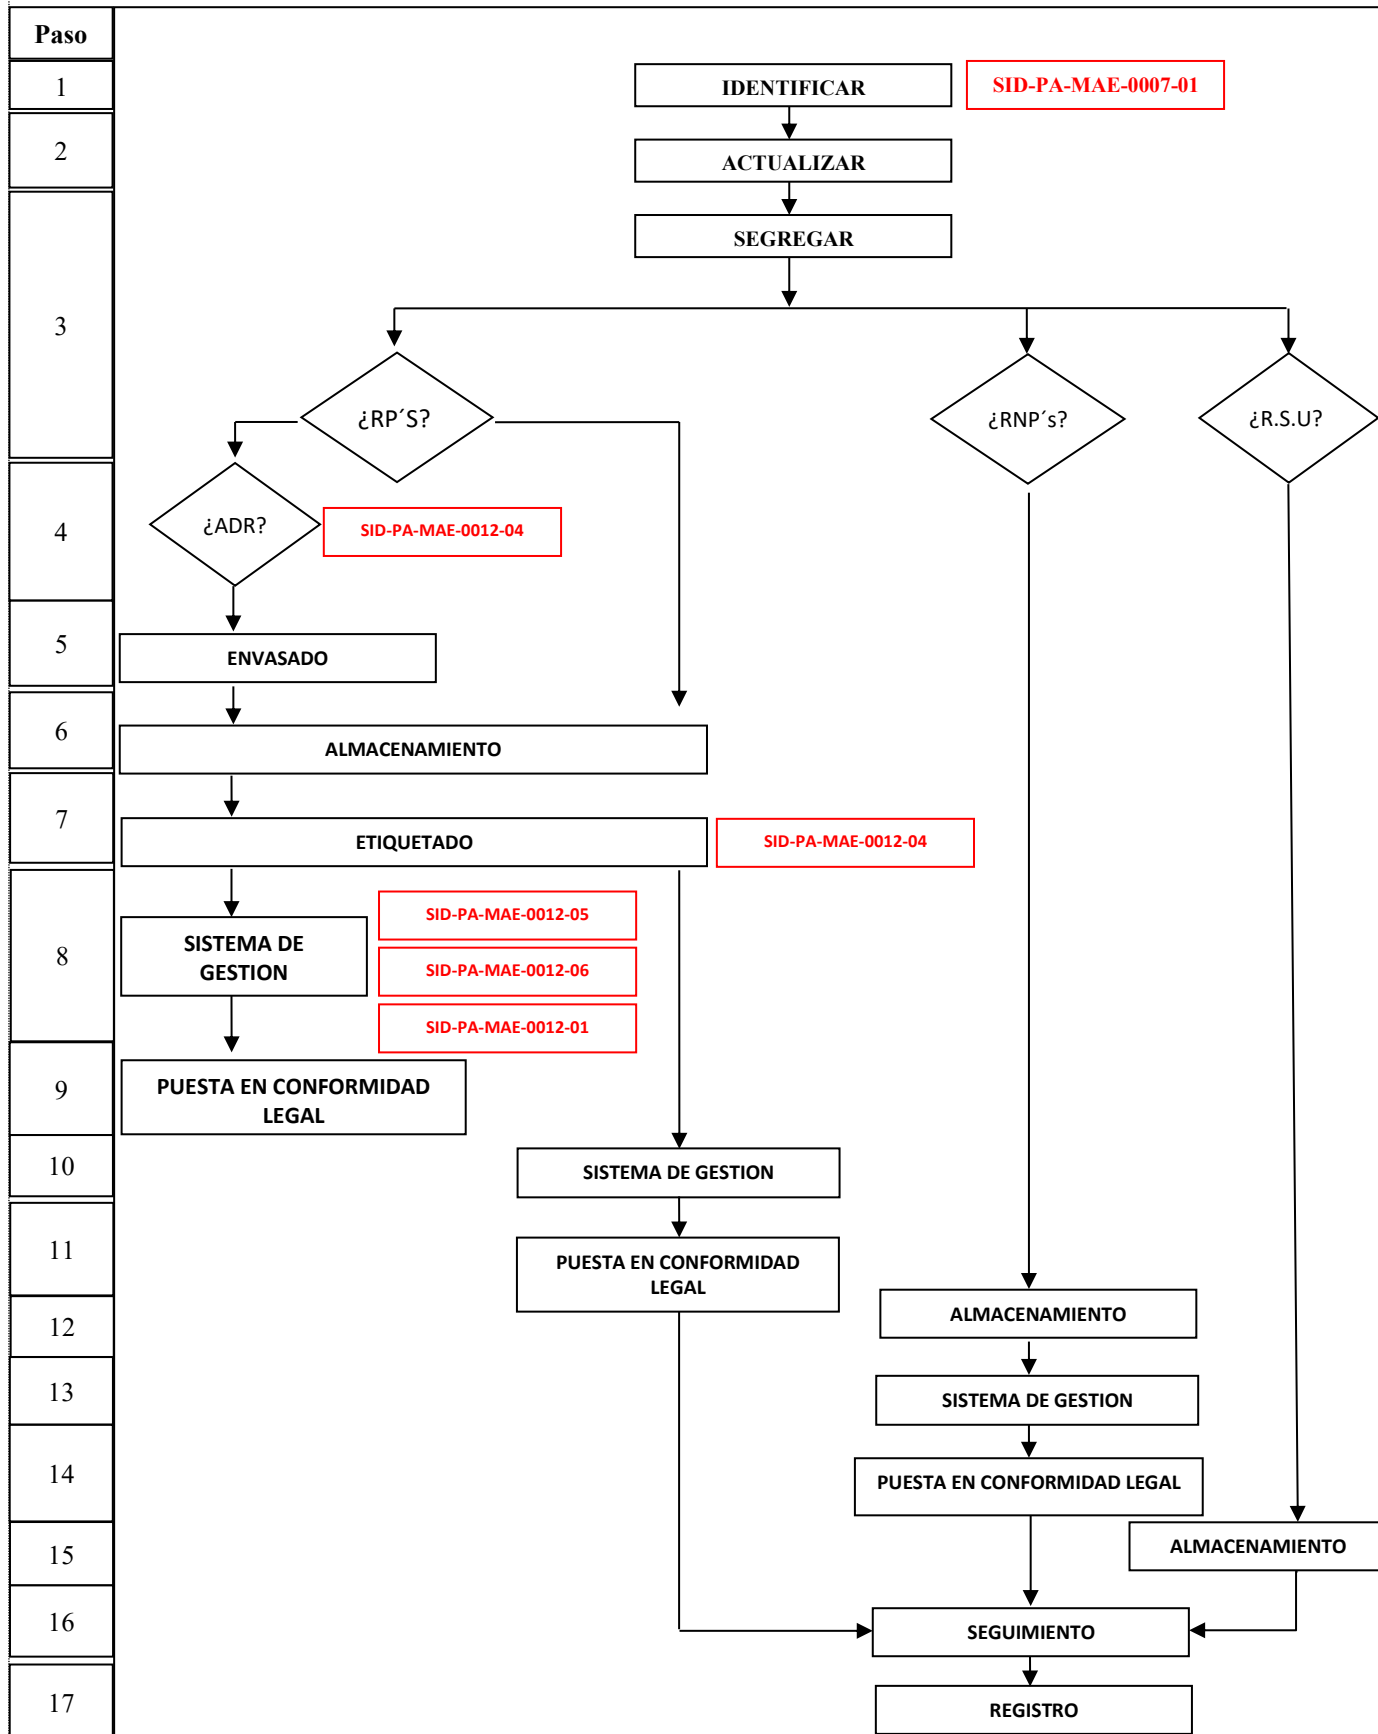 Paso
1
IDENTIFICAR
SID-PA-MAE-0007-01
2
ACTUALIZAR
3
SEGREGAR
¿RP´S?
¿RNP´s?
¿R.S.U?
4
¿ADR?
SID-PA-MAE-0012-04
5
ENVASADO
6
ALMACENAMIENTO
7
ETIQUETADO
SID-PA-MAE-0012-04
8
SISTEMA DE
GESTION
SID-PA-MAE-0012-05
SID-PA-MAE-0012-06
SID-PA-MAE-0012-01
9
PUESTA EN CONFORMIDAD
LEGAL
10
SISTEMA DE GESTION
11
PUESTA EN CONFORMIDAD
LEGAL
12
ALMACENAMIENTO
13
SISTEMA DE GESTION
14
PUESTA EN CONFORMIDAD LEGAL
15
ALMACENAMIENTO
16
SEGUIMIENTO
17
REGISTRO